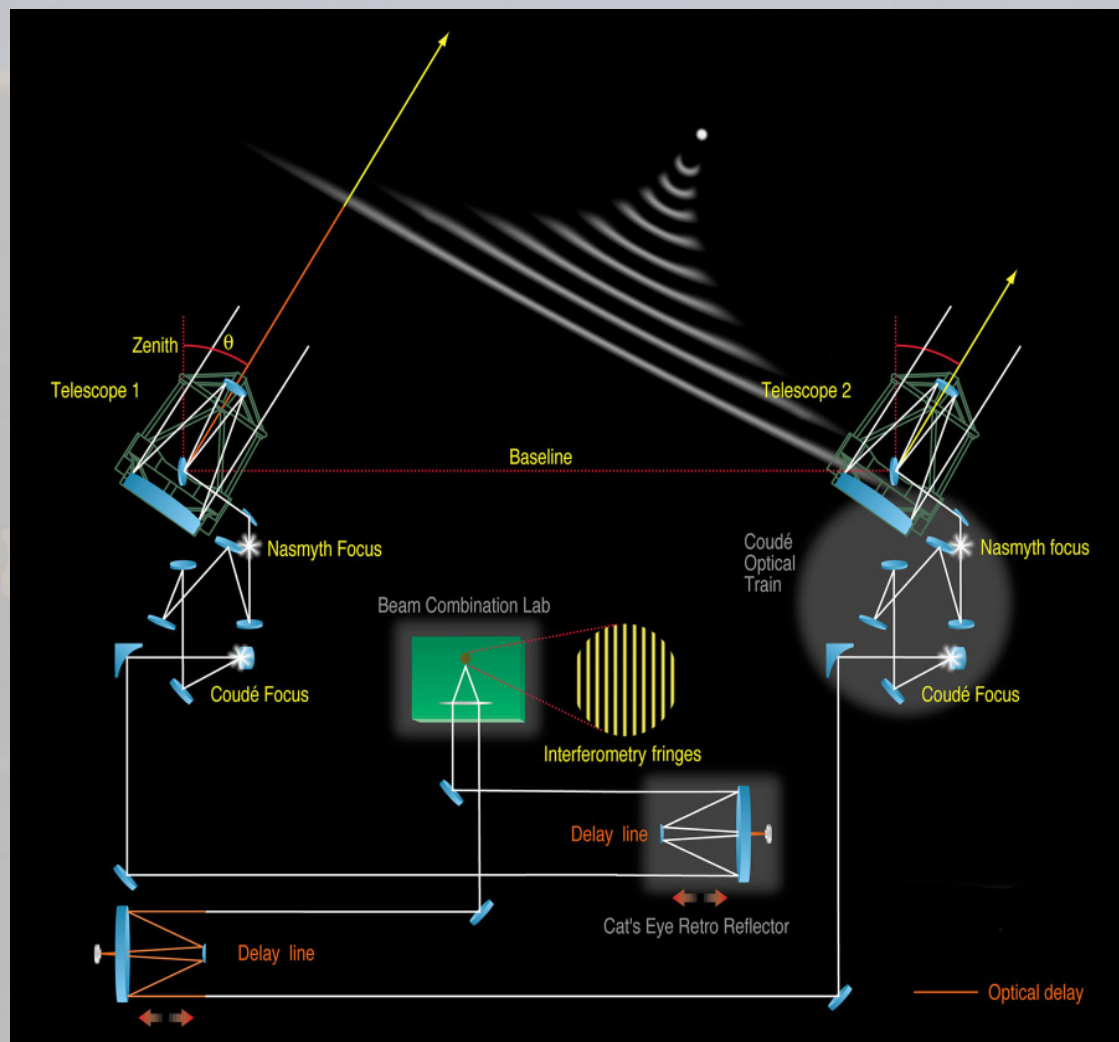 Zenith
θ
Telescope 1
Telescope 2
Baseline
Nasmyth Focus
Coudé
Optical
Train
Nasmyth focus
Beam Combination Lab
Coudé Focus
Coudé Focus
Interferometry fringes
Delay line
Cat's Eye Retro Reflector
Delay line
Optical delay